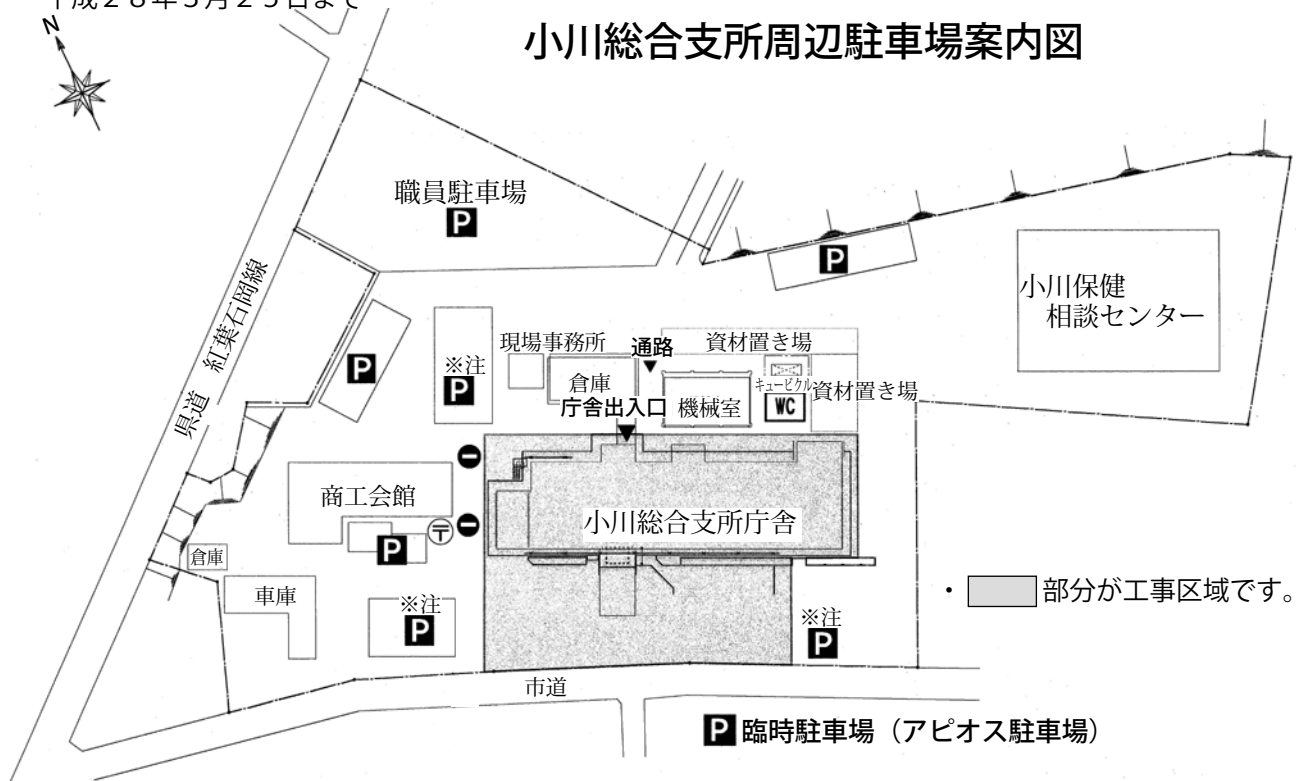 小川総合支所周辺駐車場案内図
N
職員駐車場
P
P
小川保健
相談センター
県道 紅葉石岡線
P
※注
P
現場事務所
通路
資材置き場
倉庫
キュービクル
資材置き場
機械室
WC
庁舎出入口
商工会館
小川総合支所庁舎
〒
P
倉庫
車庫
※注
P
※注
P
・ 部分が工事区域です。
市道
P 臨時駐車場（アピオス駐車場）